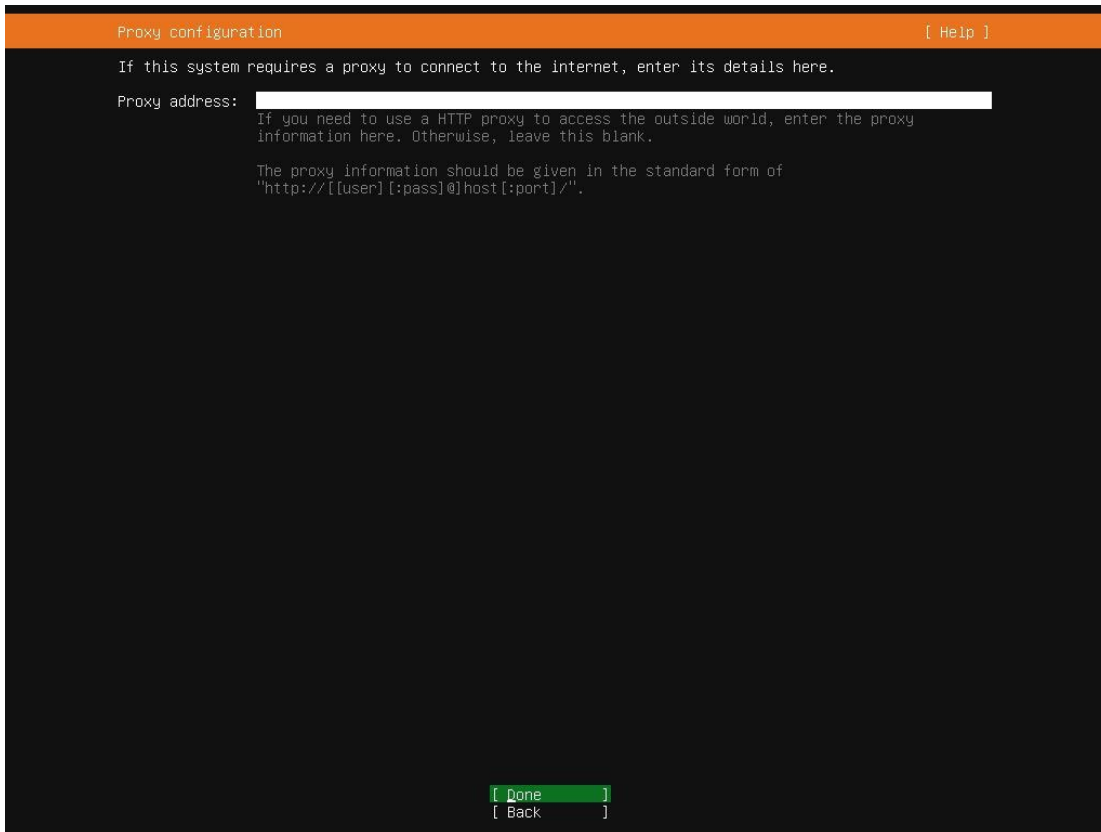 Proxy configuration [ Help ]
If this system requires a proxy to connect to the internet, enter its details here.
Proxy address:
If you need to use a HTTP proxy to access the outside world, enter the proxy
information here. Otherwise, leave this blank.
The proxy information should be given in the standard form of
"http://[[user][:pass]@]host[:port]/".
[ Done ]
[ Back ]